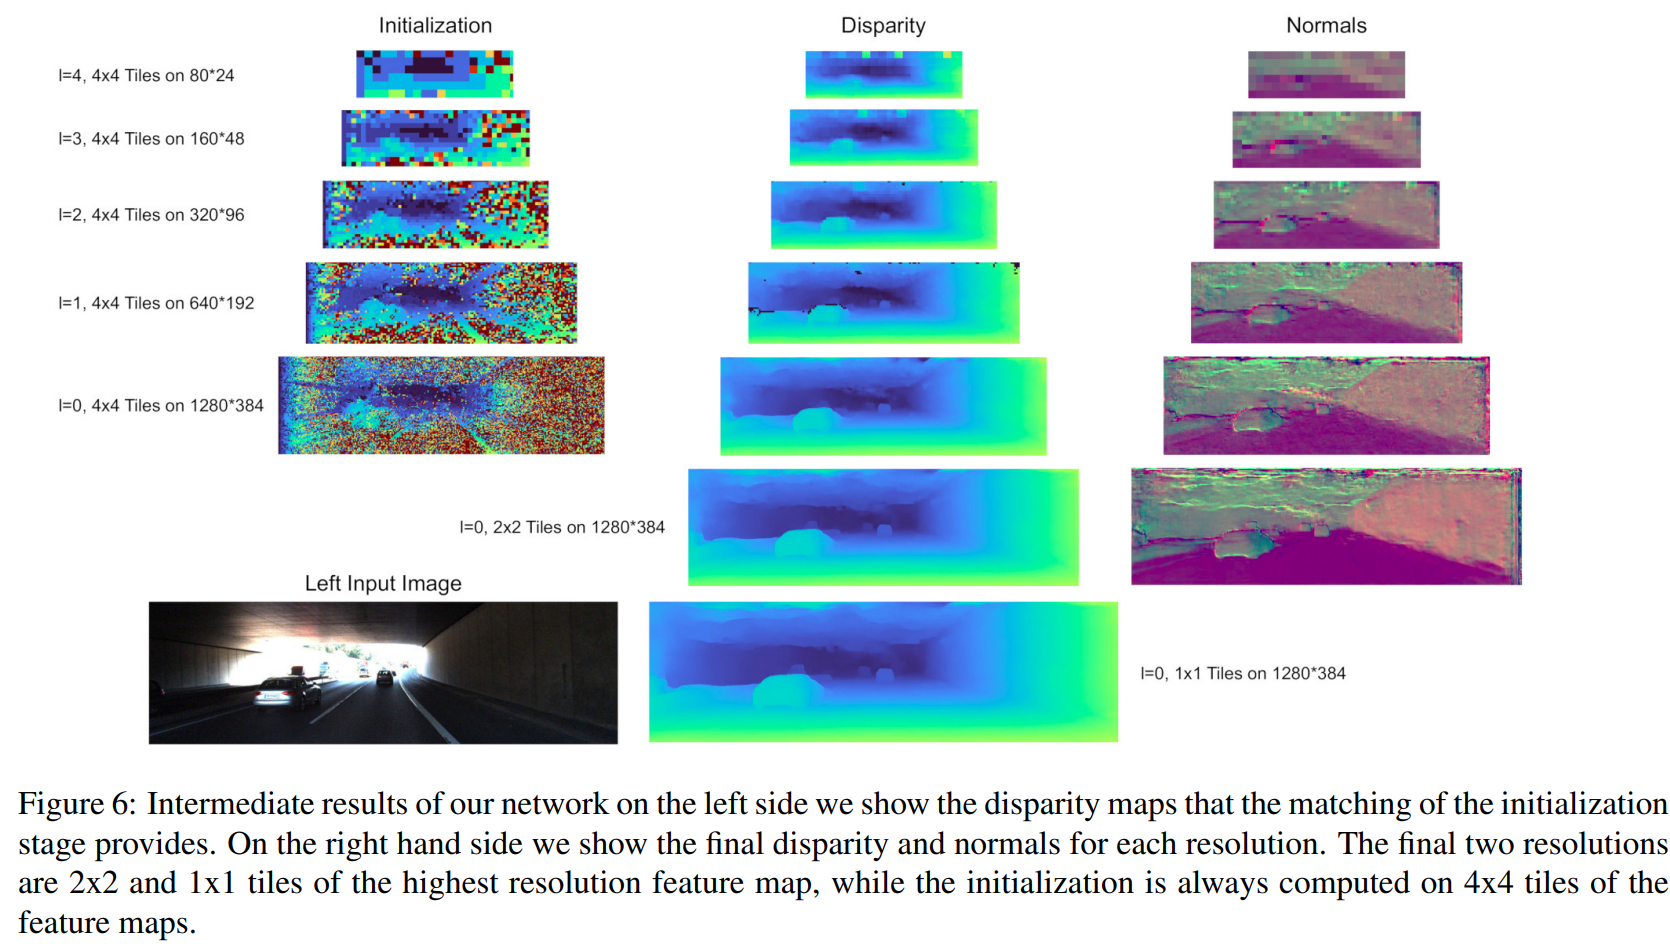 Initialization
Disparity
Normals
l=4, 4x4 Tiles on 80*24
l=3, 4x4 Tiles on 160*48
l=2, 4x4 Tiles on 320*96
l=1, 4x4 Tiles on 640*192
l=0, 4x4 Tiles on 1280*384
l=0, 2x2 Tiles on 1280*384
Left Input Image
l=0, 1x1 Tiles on 1280*384
Figure 6: Intermediate results of our network on the left side we show the disparity maps that the matching of the initialization
stage provides. On the right hand side we show the final disparity and normals for each resolution. The final two resolutions
are 2x2 and 1x1 tiles of the highest resolution feature map, while the initialization is always computed on 4x4 tiles of the
feature maps.